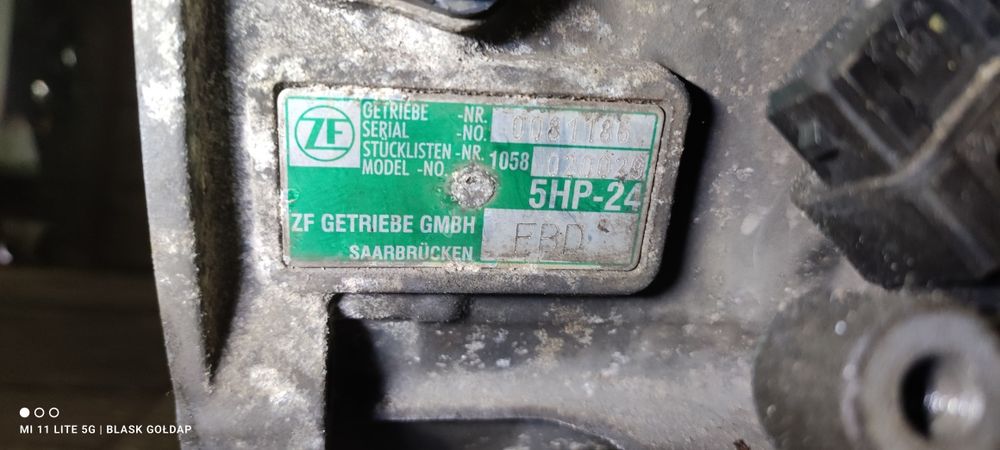 ZF
GETRIEBE -NR.
SERIAL -NO. 0081186
STÜCKLISTEN -NR. 1058
MODEL -NO.
5HP-24
ZF GETRIEBE GMBH
SAARBRÜCKEN
MI 11 LITE 5G | BLASK GOŁDAP